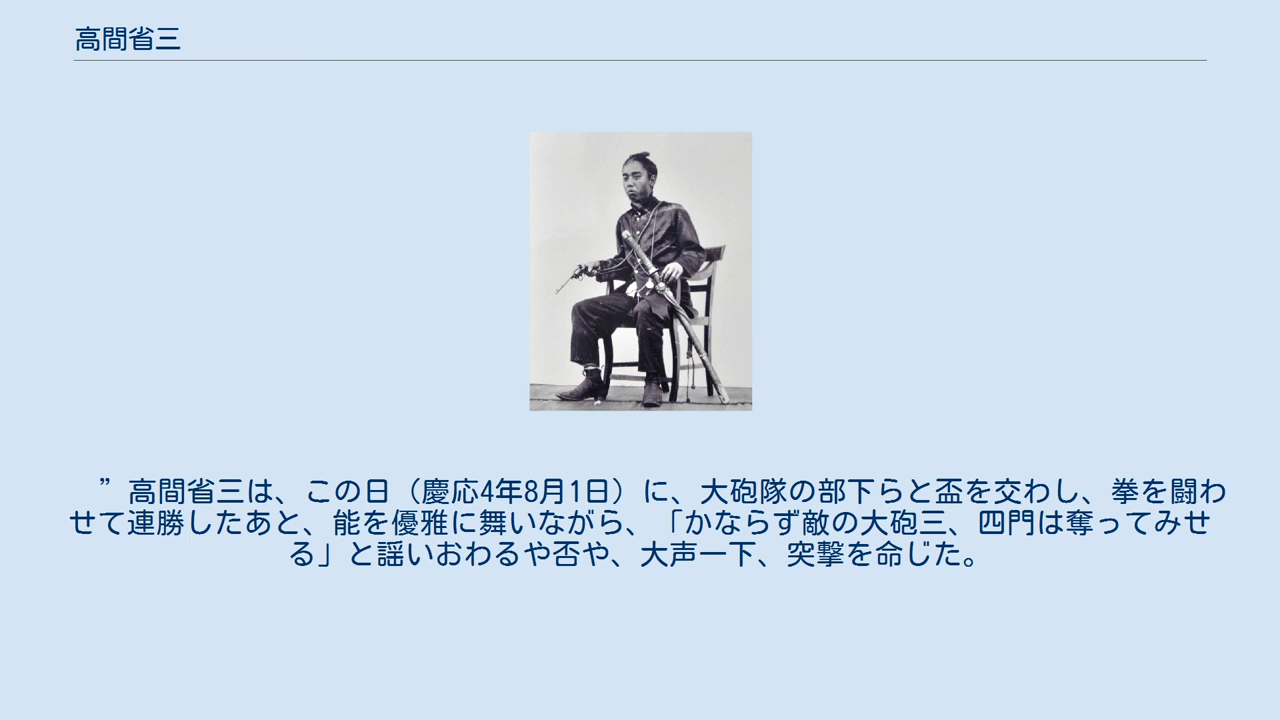 高間省三
”高間省三は、この日（慶応4年8月1日）に、大砲隊の部下らと盃を交わし、拳を闘わ
せて連勝したあと、能を優雅に舞いながら、「かならず敵の大砲三、四門は奪ってみせ
る」と謡いおわるや否や、大声一下、突撃を命じた。